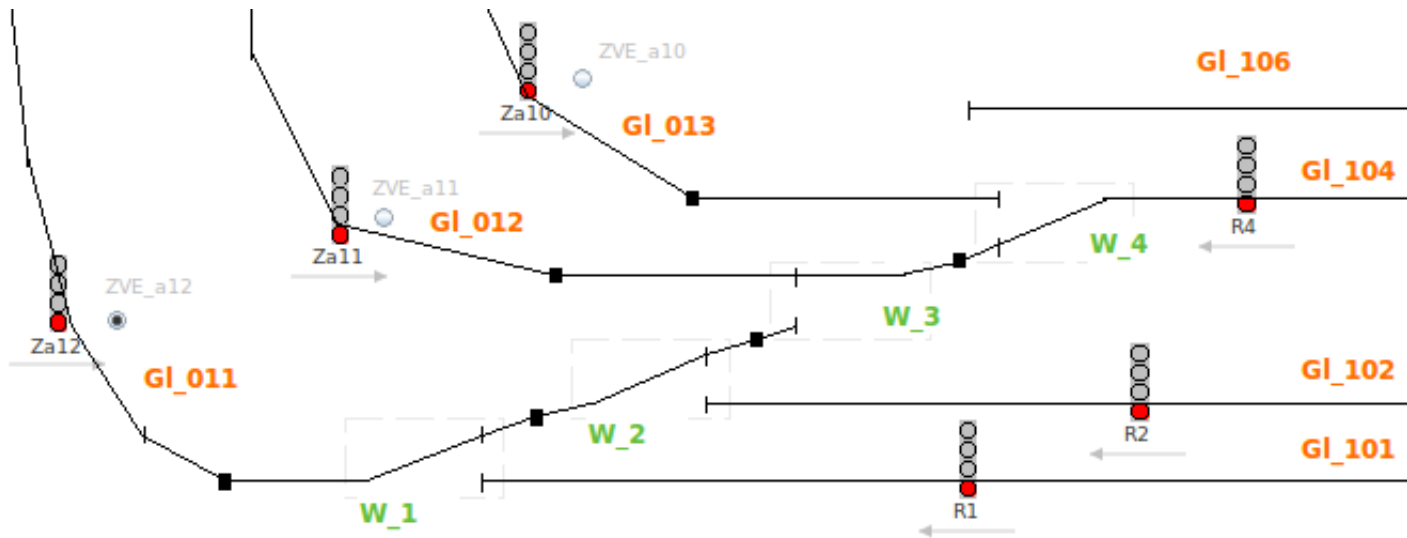 ZVE_a10
Gl_106
Za10
Gl_013
Gl_104
ZVE_a11
Gl_012
R4
W_4
Za11
ZVE_a12
W_3
Za12
Gl_011
Gl_102
W_2
R2
Gl_101
W_1
R1